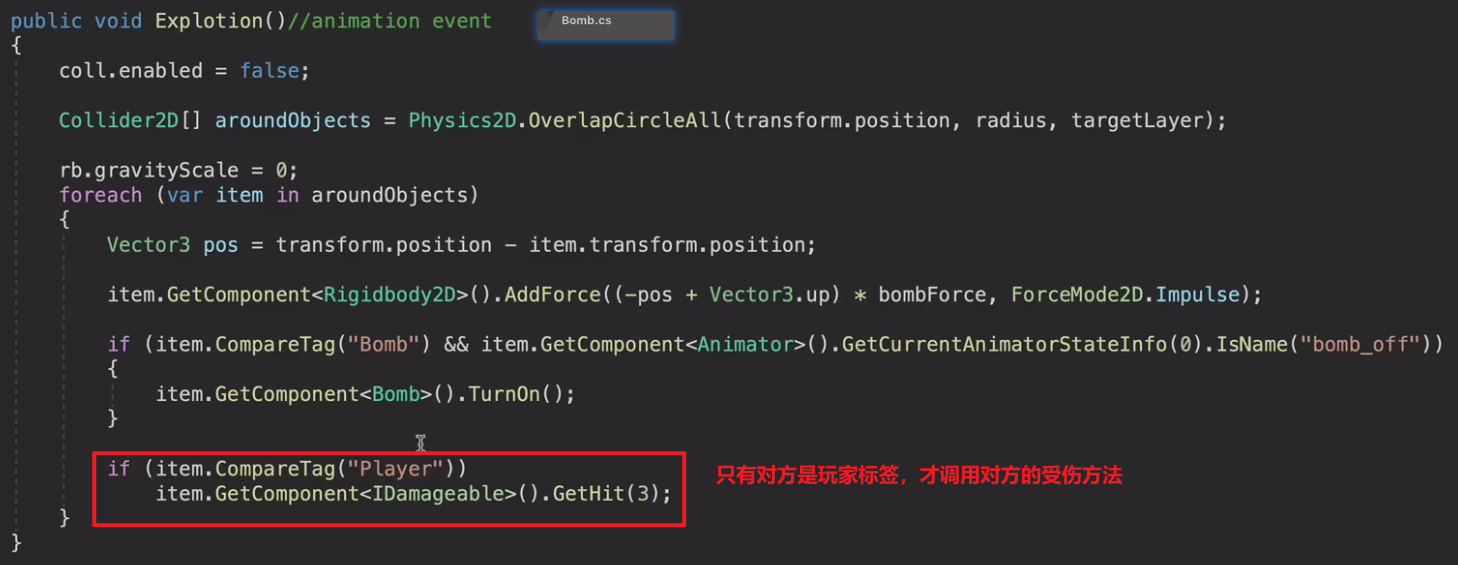 public void Explotion()//animation event
Bomb.cs
{
coll.enabled = false;
Collider2D[] aroundObjects = Physics2D.OverlapCircleAll(transform.position, radius, targetLayer);
rb.gravityScale = 0;
foreach (var item in aroundObjects)
{
Vector3 pos = transform.position - item.transform.position;
item.GetComponent<Rigidbody2D>().AddForce((-pos + Vector3.up) * bombForce, ForceMode2D.Impulse);
if (item.CompareTag("Bomb") && item.GetComponent<Animator>().GetCurrentAnimatorStateInfo(0).IsName("bomb_off"))
{
item.GetComponent<Bomb>().TurnOn();
}
if (item.CompareTag("Player"))
item.GetComponent<IDamageable>().GetHit(3);
只有对方是玩家标签，才调用对方的受伤方法
}
}